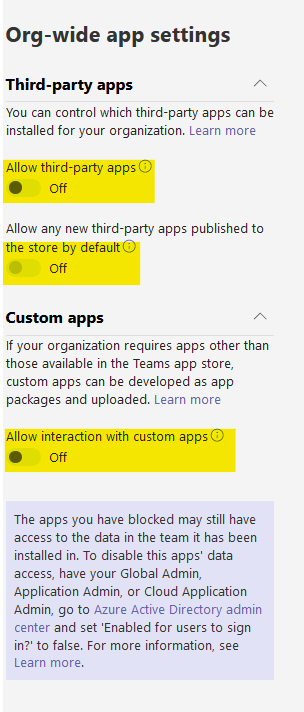 Org-wide app settings
Third-party apps
You can control which third-party apps can be
installed for your organization. Learn more
Allow third-party apps
Off
Allow any new third-party apps published to
the store by default
Off
Custom apps
If your organization requires apps other than
those available in the Teams app store,
custom apps can be developed as app
packages and uploaded. Learn more
Allow interaction with custom apps
Off
The apps you have blocked may still have
access to the data in the team it has been
installed in. To disable this apps' data
access, have your Global Admin,
Application Admin, or Cloud Application
Admin, go to Azure Active Directory admin
center and set 'Enabled for users to sign
in?' to false. For more information, see
Learn more.